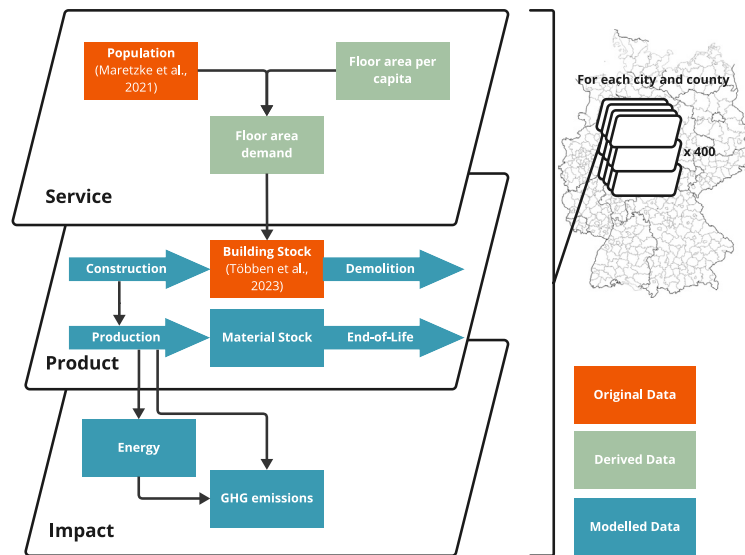 Population
(Maretzke et al.,
2021)
Floor area per
capita
Floor area
demand
Service
For each city and county
x 400
Construction
Building Stock
(Többen et al.,
2023)
Demolition
Production
Material Stock
End-of-Life
Product
Energy
GHG emissions
Impact
Original Data
Derived Data
Modelled Data